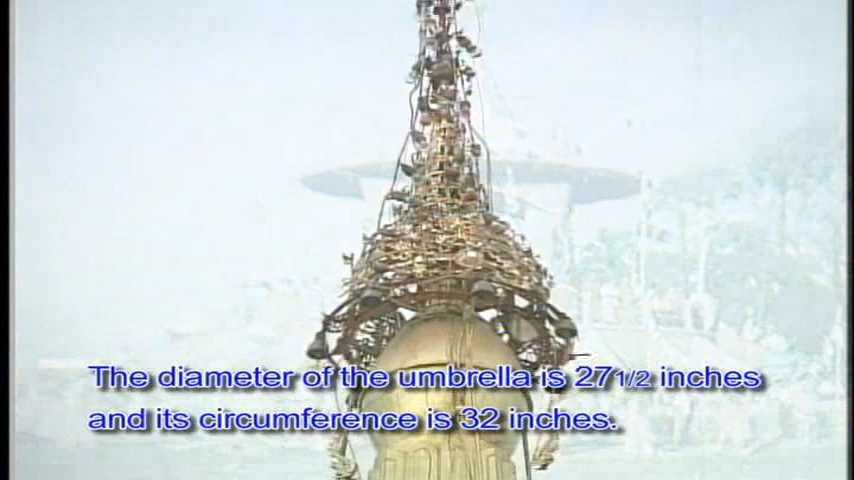 The diameter of the umbrella is 27 1/2 inches
and its circumference is 32 inches.